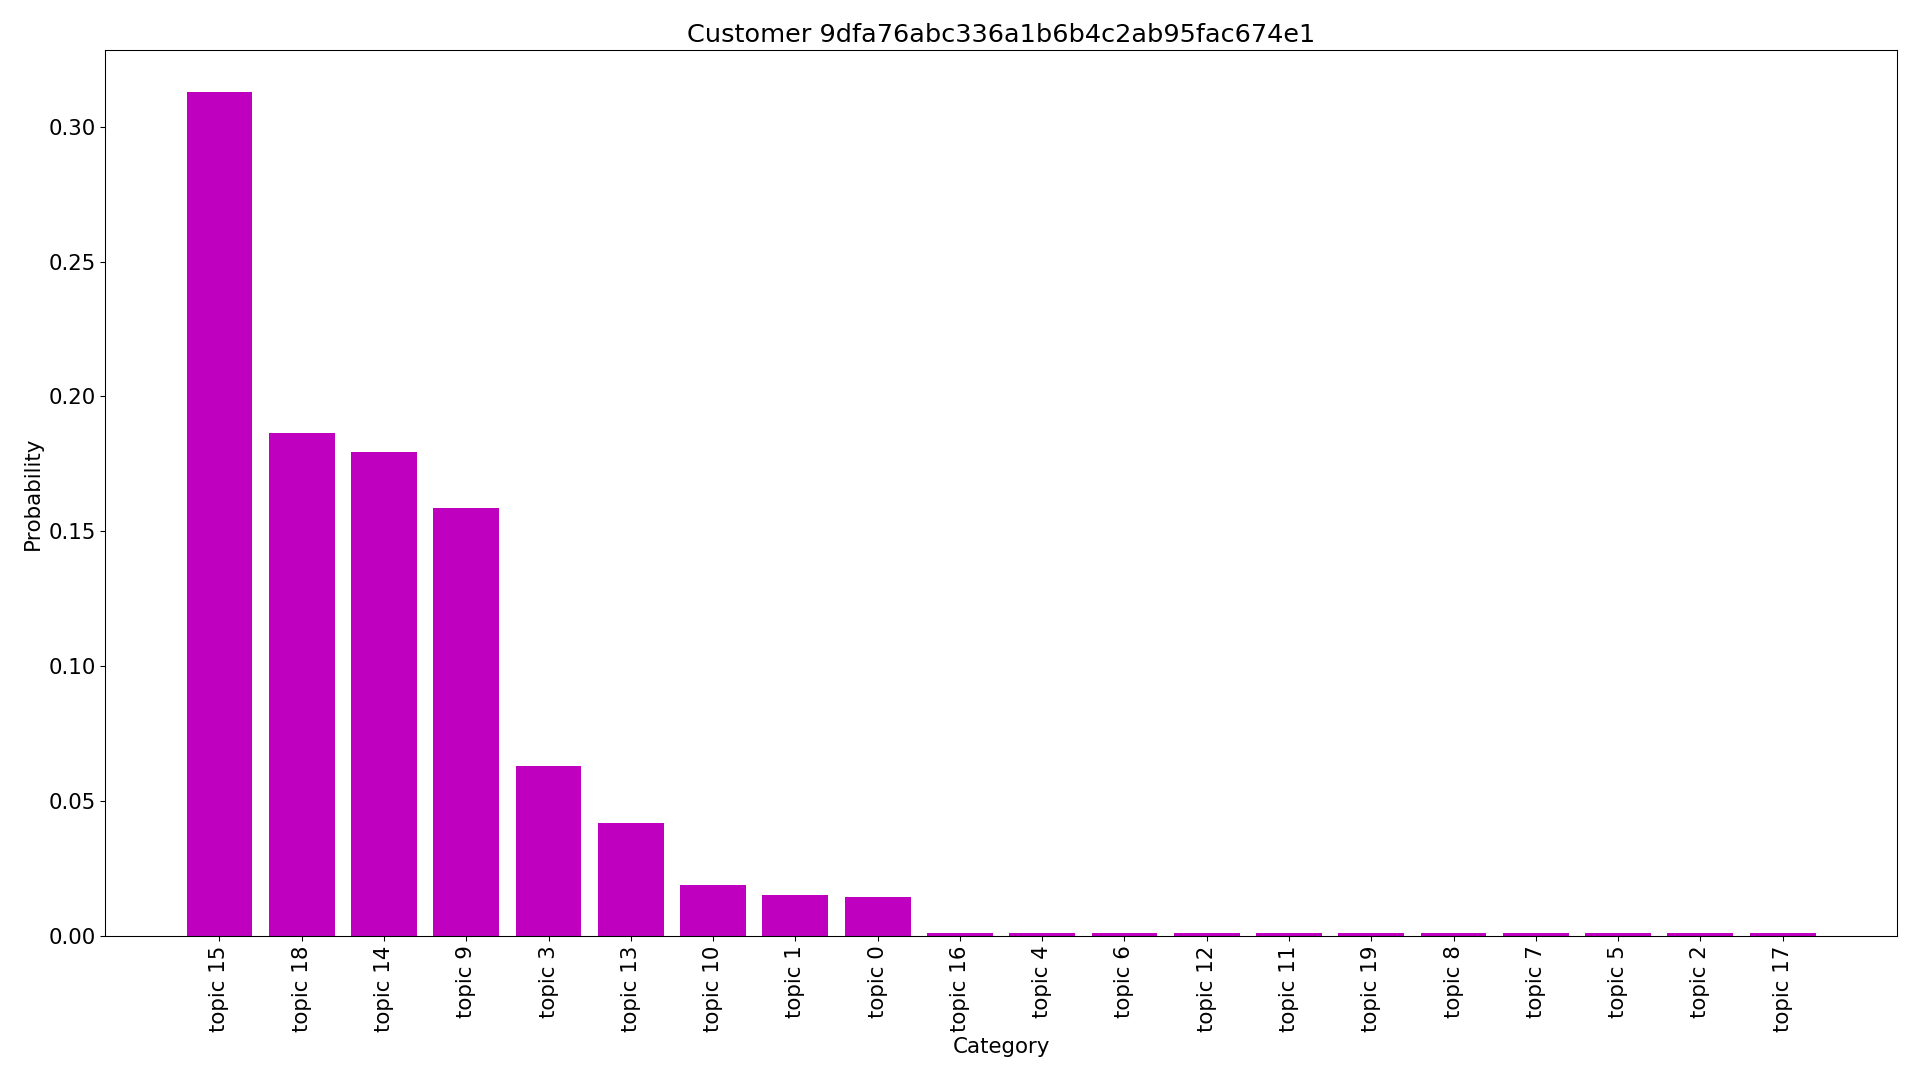 Customer 9dfa76abc336a1b6b4c2ab95fac674e1
Probability
0.30
0.25
0.20
0.15
0.10
0.05
0.00
topic 15
topic 18
topic 14
topic 9
topic 3
topic 13
topic 10
topic 1
topic 0
topic 16
topic 4
topic 6
topic 12
topic 11
topic 19
topic 8
topic 7
topic 5
topic 2
topic 17
Category